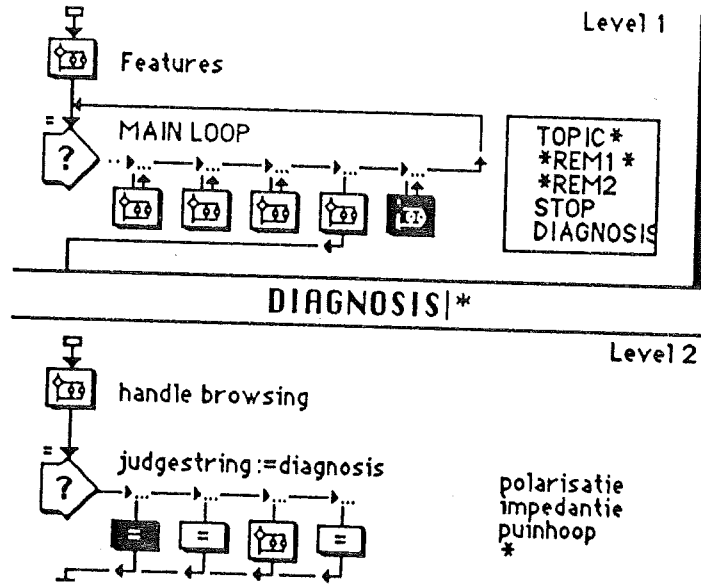 Level 1
Features
=
MAIN LOOP
?
TOPIC*
*REM1*
*REM2
STOP
DIAGNOSIS
DIAGNOSIS|*
Level 2
handle browsing
=
judgestring:=diagnosis
?
= = =
polarisatie
impedantie
puinhoop
*